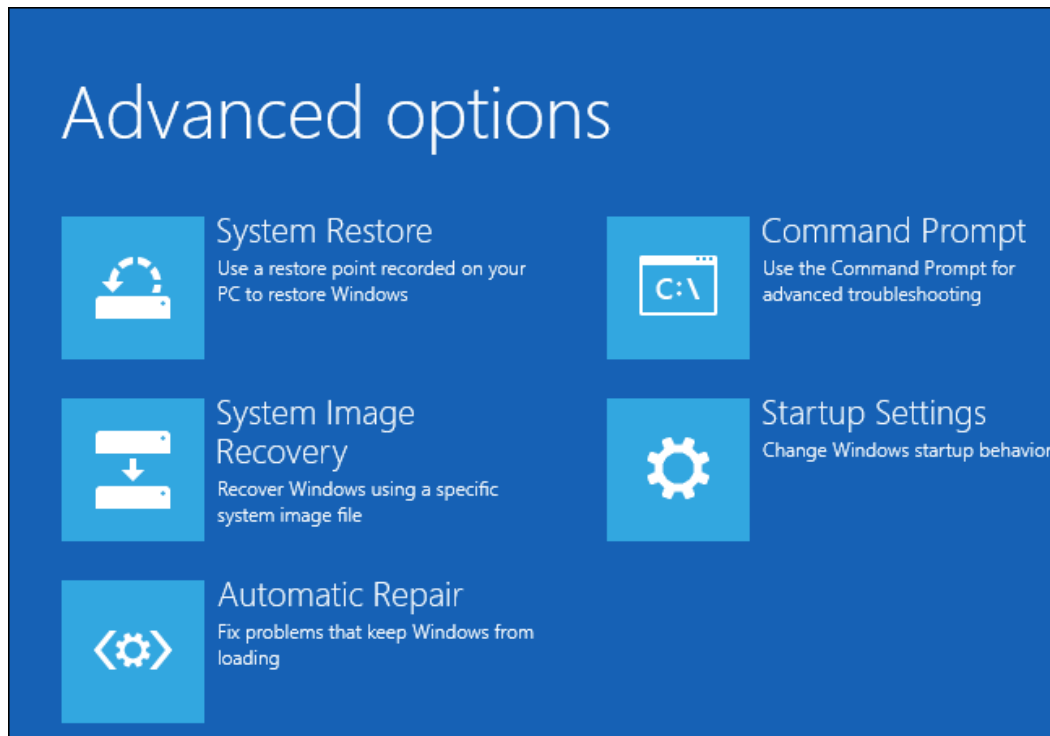 Advanced options
System Restore
Use a restore point recorded on your
PC to restore Windows
System Image
Recovery
Recover Windows using a specific
system image file
Automatic Repair
Fix problems that keep Windows from
loading
C:\
Command Prompt
Use the Command Prompt for
advanced troubleshooting
Startup Settings
Change Windows startup behavior